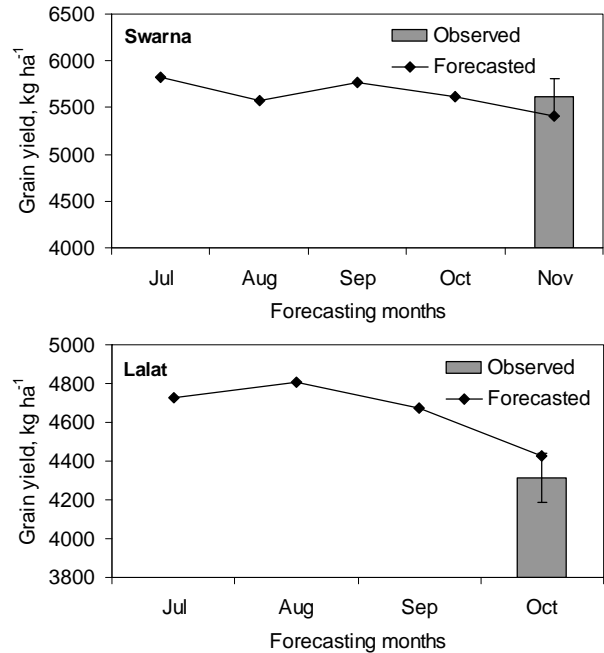 6500
6000
5500
5000
4500
4000
Grain yield, kg ha⁻¹
Swarna
Observed
Forecasted
Jul Aug Sep Oct Nov
Forecasting months
5000
4800
4600
4400
4200
4000
3800
Grain yield, kg ha⁻¹
Lalat
Observed
Forecasted
Jul Aug Sep Oct
Forecasting months